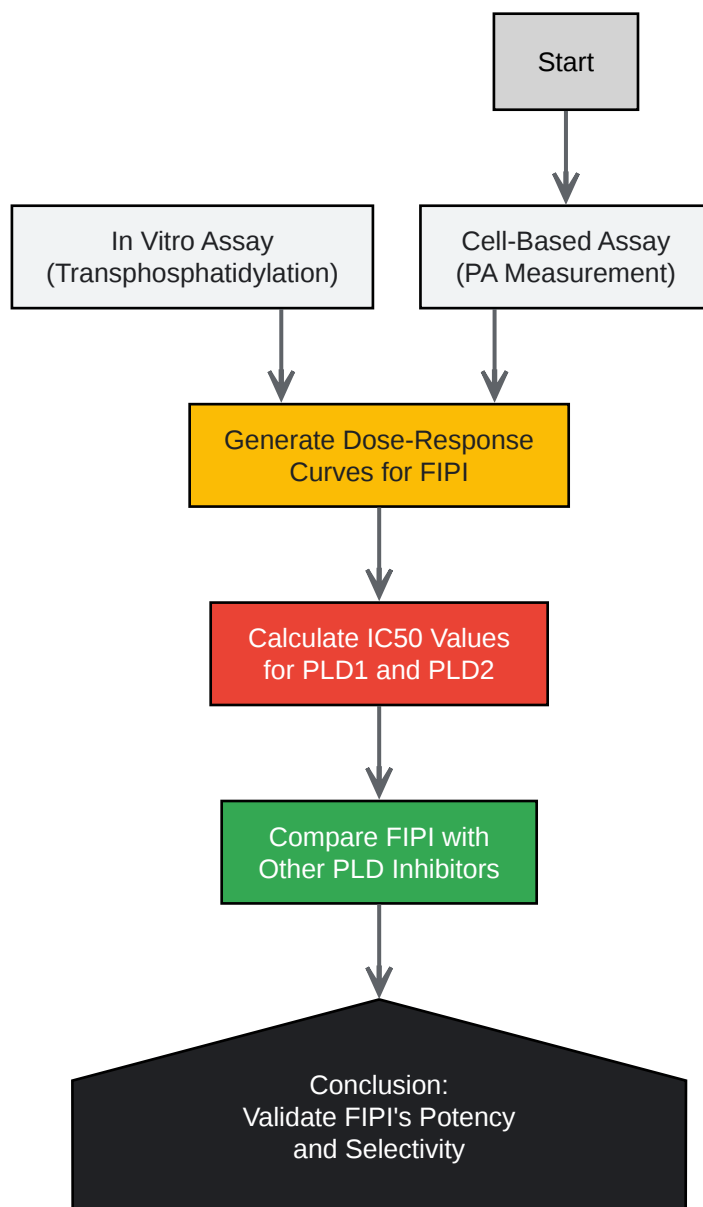 Start
In Vitro Assay
(Transphosphatidylation)
Cell-Based Assay
(PA Measurement)
Generate Dose-Response
Curves for FIPI
Calculate IC50 Values
for PLD1 and PLD2
Compare FIPI with
Other PLD Inhibitors
Conclusion:
Validate FIPI's Potency
and Selectivity